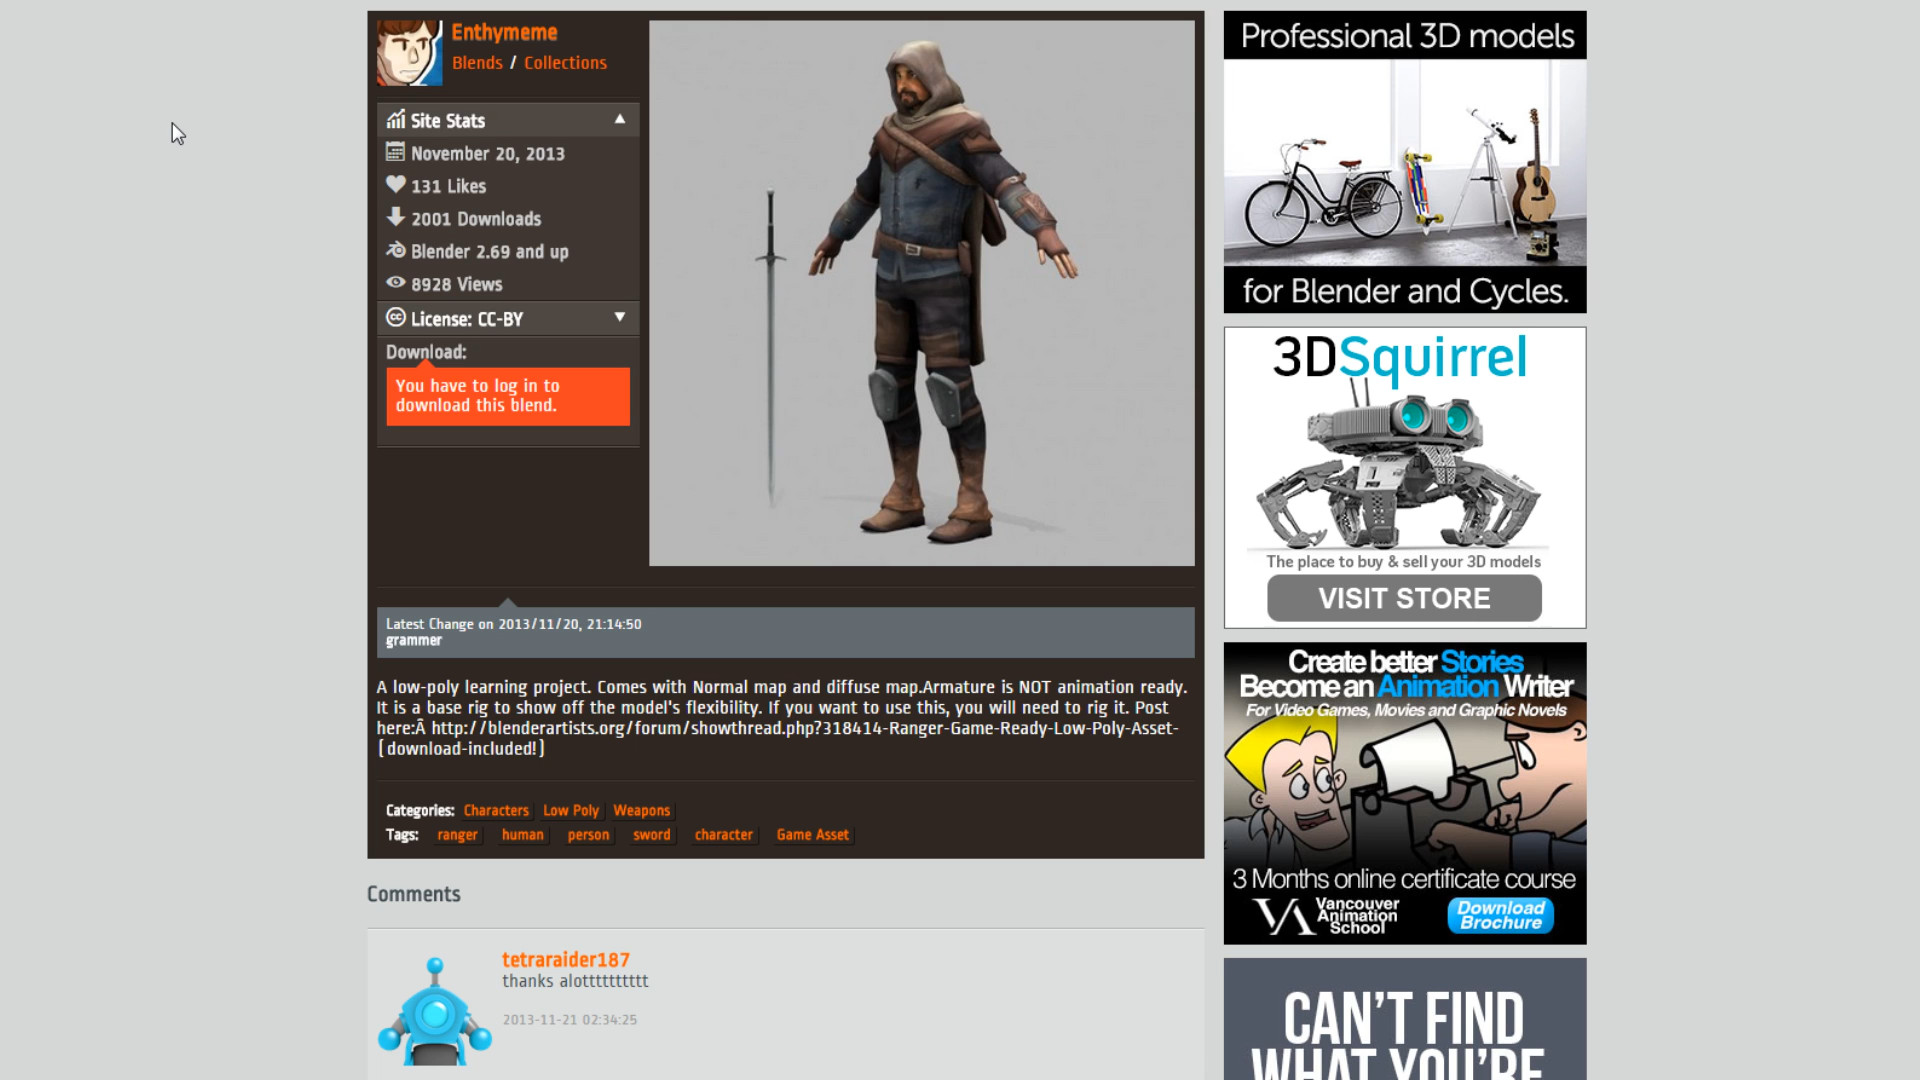 Enthymeme
Blends / Collections
Site Stats
November 20, 2013
131 Likes
2001 Downloads
Blender 2.69 and up
8928 Views
License: CC-BY
Download:
You have to log in to
download this blend.
Latest Change on 2013/11/20, 21:14:50
grammer
A low-poly learning project. Comes with Normal map and diffuse map.Armature is NOT animation ready.
It is a base rig to show off the model's flexibility. If you want to use this, you will need to rig it. Post
here:Â http://blenderartists.org/forum/showthread.php?318414-Ranger-Game-Ready-Low-Poly-Asset-
[download-included!]
Categories: Characters Low Poly Weapons
Tags: ranger human person sword character Game Asset
Comments
tetraraider187
thanks alotttttttttt
2013-11-21 02:34:25
Professional 3D models
for Blender and Cycles.
3DSquirrel
The place to buy & sell your 3D models
VISIT STORE
Create better Stories
Become an Animation Writer
For Video Games, Movies and Graphic Novels
3 Months online certificate course
VA Vancouver
Animation
School
Download
Brochure
CAN'T FIND
WHAT YOU'RE